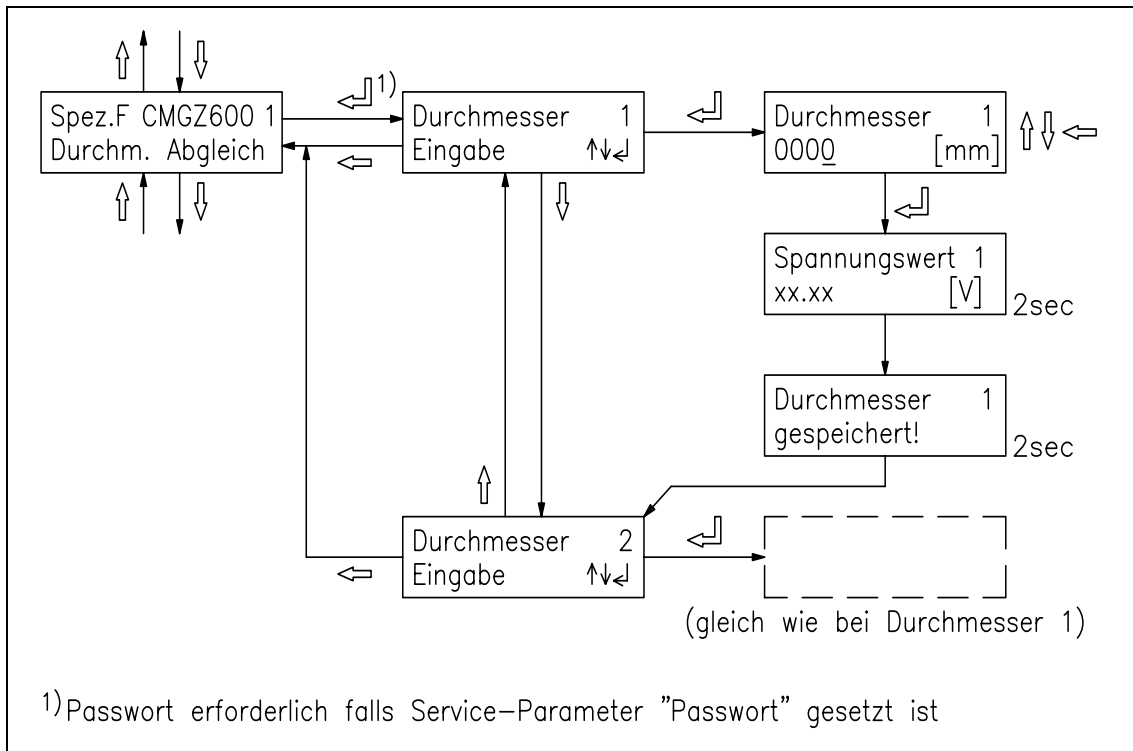 Spez.F CMGZ600 1
Durchm. Abgleich
1)
Durchmesser 1
Eingabe ↑↓↵
Durchmesser 1
0000 [mm]
Spannungswert 1
xx.xx [V]
2sec
Durchmesser 1
gespeichert!
2sec
Durchmesser 2
Eingabe ↑↓↵
(gleich wie bei Durchmesser 1)
1) Passwort erforderlich falls Service-Parameter "Passwort" gesetzt ist